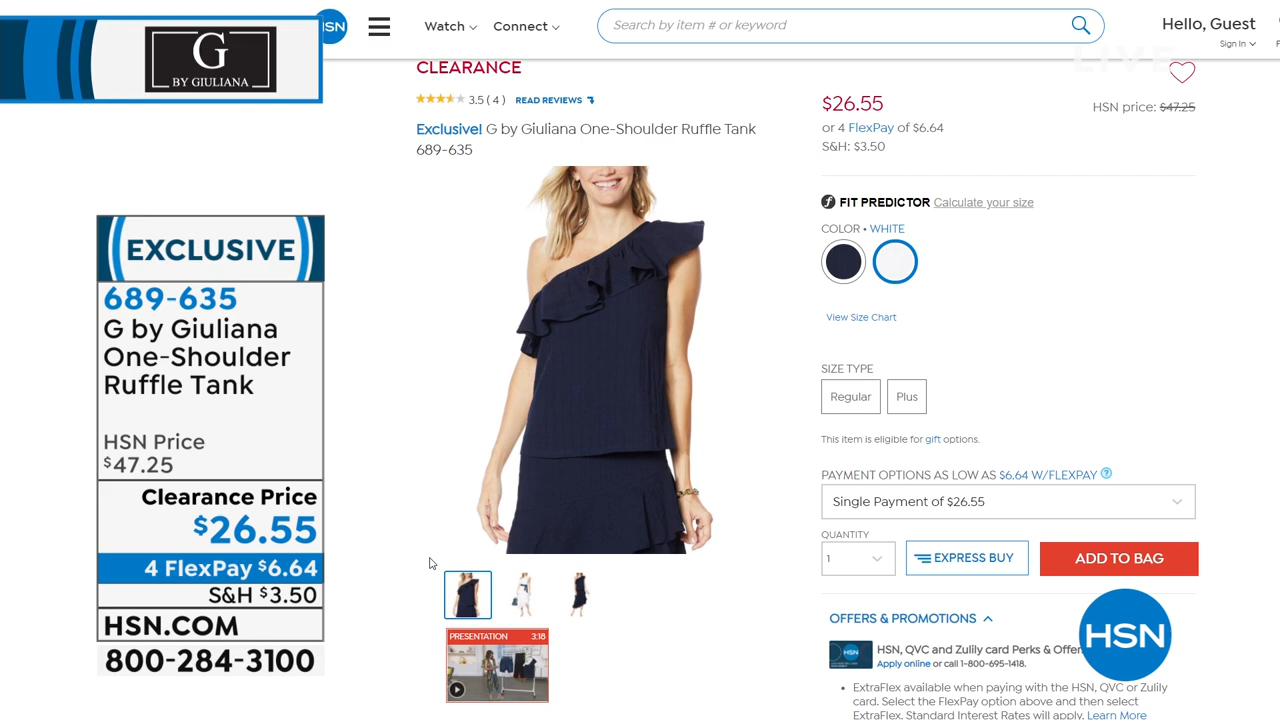 G
BY GIULIANA
HSN
Watch
Connect
Search by item # or keyword
Hello, Guest
Sign In
LIVE
CLEARANCE
3.5 ( 4 ) READ REVIEWS
Exclusive! G by Giuliana One-Shoulder Ruffle Tank
689-635
$26.55
HSN price: $47.25
or 4 FlexPay of $6.64
S&H: $3.50
FIT PREDICTOR Calculate your size
COLOR • WHITE
View Size Chart
SIZE TYPE
Regular
Plus
This item is eligible for gift options.
PAYMENT OPTIONS AS LOW AS $6.64 W/FLEXPAY ?
Single Payment of $26.55
QUANTITY
1
EXPRESS BUY
ADD TO BAG
OFFERS & PROMOTIONS
HSN
HSN, QVC and Zulily card Perks & Offer
Apply online or call 1-800-695-1418.
• ExtraFlex available when paying with the HSN, QVC or Zulily
card. Select the FlexPay option above and then select
ExtraFlex. Standard Interest Rates will apply. Learn More
HSN
PRESENTATION 3:18
EXCLUSIVE
689-635
G by Giuliana
One-Shoulder
Ruffle Tank
HSN Price
$47.25
Clearance Price
$26.55
4 FlexPay $6.64
S&H $3.50
HSN.COM
800-284-3100